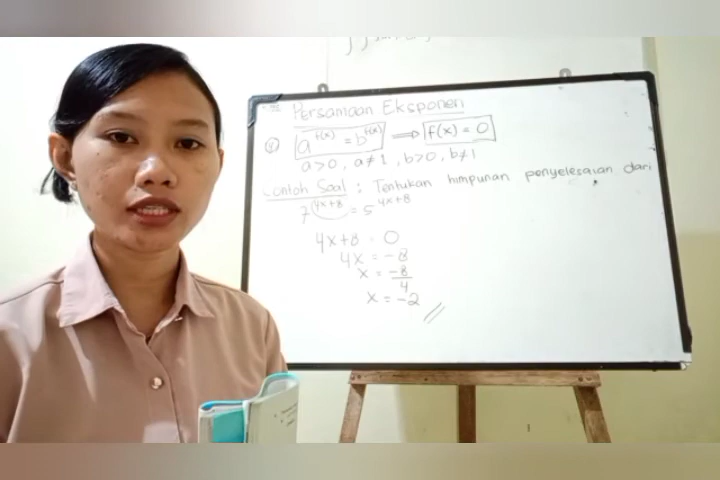 Persamaan Eksponen
4) a^f(x) = b^f(x) ⟹ f(x) = 0
a>0, a≠1, b>0, b≠1
Contoh Soal : Tentukan himpunan penyelesaian dari
7^4x+8 = 5^4x+8
4x+8 = 0
4x = -8
x = -8/4
x = -2